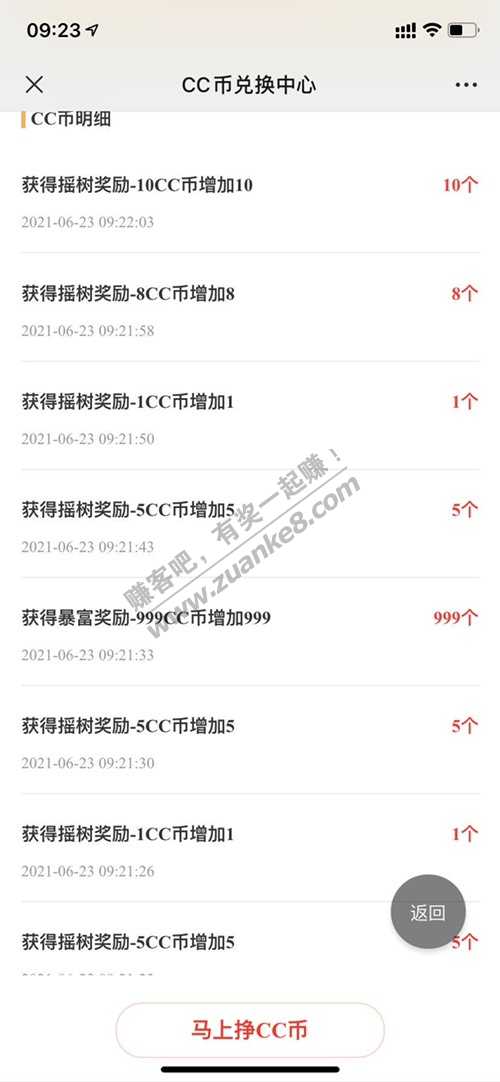 09:23
CC币兑换中心
CC币明细
获得摇树奖励-10CC币增加10
10个
2021-06-23 09:22:03
获得摇树奖励-8CC币增加8
8个
2021-06-23 09:21:58
获得摇树奖励-1CC币增加1
1个
2021-06-23 09:21:50
获得摇树奖励-5CC币增加5
5个
2021-06-23 09:21:43
赚客吧，有奖一起赚！
www.zuanke8.com
获得暴富奖励-999CC币增加999
999个
2021-06-23 09:21:33
获得摇树奖励-5CC币增加5
5个
2021-06-23 09:21:30
获得摇树奖励-1CC币增加1
1个
2021-06-23 09:21:26
返回
获得摇树奖励-5CC币增加5
5个
马上挣CC币